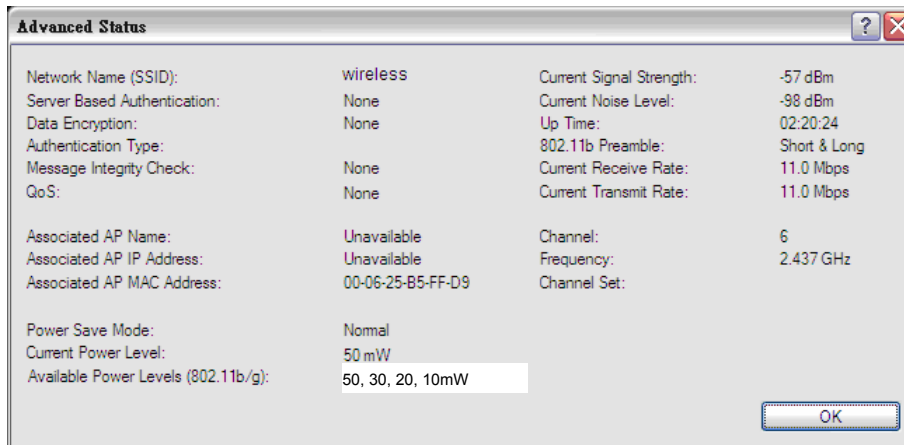 Advanced Status
Network Name (SSID): wireless
Server Based Authentication: None
Data Encryption: None
Authentication Type:
Message Integrity Check: None
QoS: None
Associated AP Name: Unavailable
Associated AP IP Address: Unavailable
Associated AP MAC Address: 00-06-25-B5-FF-D9
Power Save Mode: Normal
Current Power Level: 50 mW
Available Power Levels (802.11b/g): 50, 30, 20, 10mW
Current Signal Strength: -57 dBm
Current Noise Level: -98 dBm
Up Time: 02:20:24
802.11b Preamble: Short & Long
Current Receive Rate: 11.0 Mbps
Current Transmit Rate: 11.0 Mbps
Channel: 6
Frequency: 2.437 GHz
Channel Set:
OK